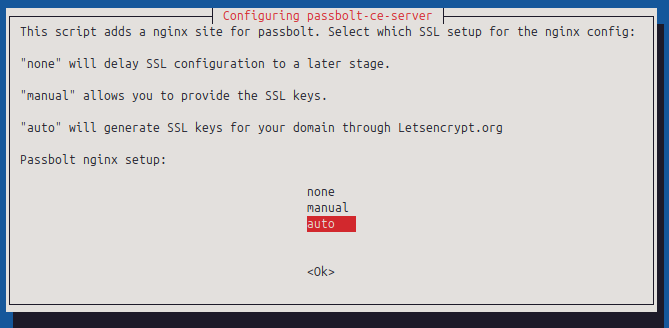 Configuring passbolt-ce-server
This script adds a nginx site for passbolt. Select which SSL setup for the nginx config:
"none" will delay SSL configuration to a later stage.
"manual" allows you to provide the SSL keys.
"auto" will generate SSL keys for your domain through Letsencrypt.org
Passbolt nginx setup:
none
manual
auto
<Ok>